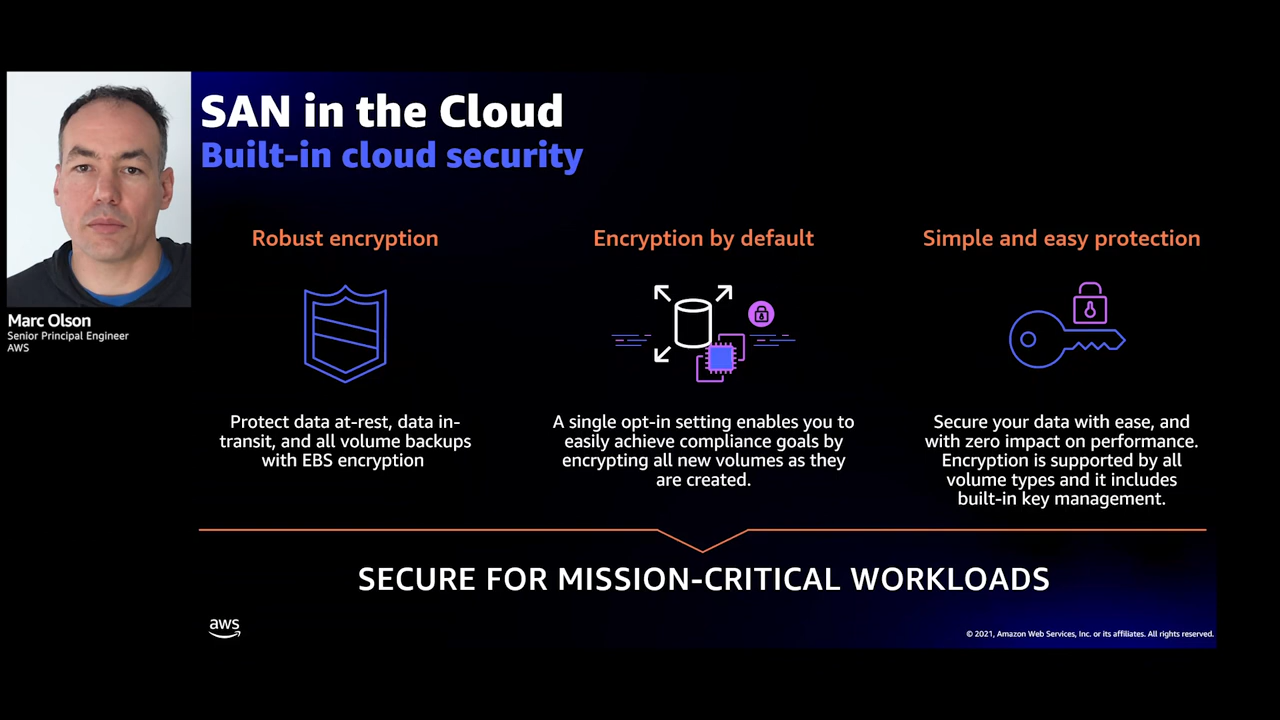 SAN in the Cloud
Built-in cloud security
Marc Olson
Senior Principal Engineer
AWS
Robust encryption
Protect data at-rest, data in-
transit, and all volume backups
with EBS encryption
Encryption by default
A single opt-in setting enables you to
easily achieve compliance goals by
encrypting all new volumes as they
are created.
Simple and easy protection
Secure your data with ease, and
with zero impact on performance.
Encryption is supported by all
volume types and it includes
built-in key management.
SECURE FOR MISSION-CRITICAL WORKLOADS
aws
© 2021, Amazon Web Services, Inc. or its affiliates. All rights reserved.